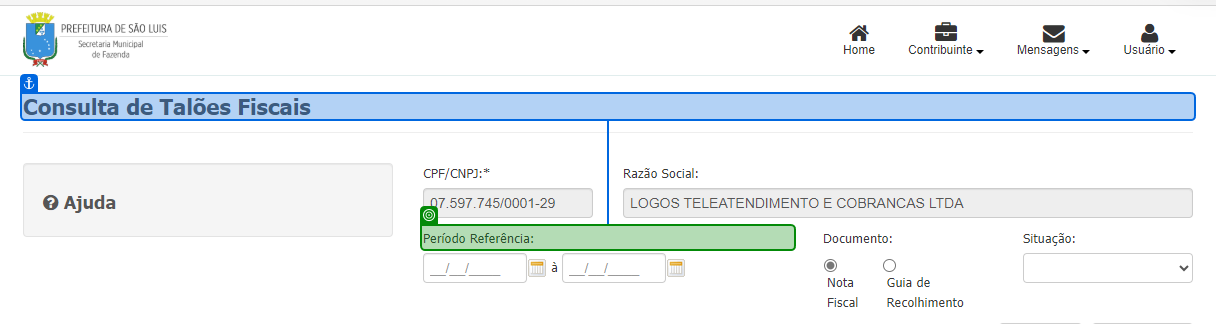 PREFEITURA DE SÃO LUIS
Secretaria Municipal
de Fazenda
Home
Contribuinte
Mensagens
Usuário
Consulta de Talões Fiscais
Ajuda
CPF/CNPJ:*
Razão Social:
07.597.745/0001-29
LOGOS TELEATENDIMENTO E COBRANCAS LTDA
Período Referência:
Documento:
Situação:
__/__/____ à __/__/____
Nota
Fiscal
Guia de
Recolhimento